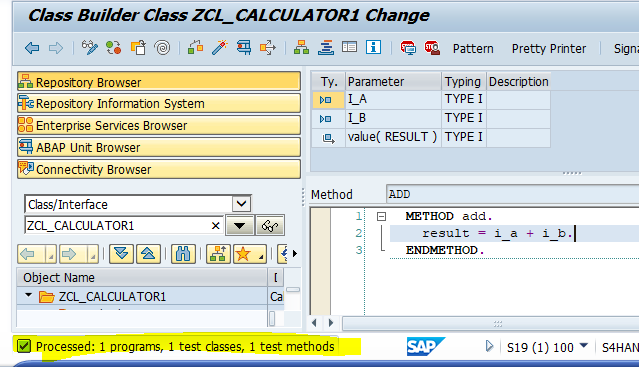 Class Builder Class ZCL_CALCULATOR1 Change
Pattern Pretty Printer Signa
Repository Browser
Repository Information System
Enterprise Services Browser
ABAP Unit Browser
Connectivity Browser
Class/Interface
ZCL_CALCULATOR1
Object Name
ZCL_CALCULATOR1 Ca
Ty. Parameter Typing Description
I_A TYPE I
I_B TYPE I
value( RESULT ) TYPE I
Method ADD
1 METHOD add.
2 result = i_a + i_b.
3 ENDMETHOD.
Processed: 1 programs, 1 test classes, 1 test methods
SAP S19 (1) 100 S4HAN